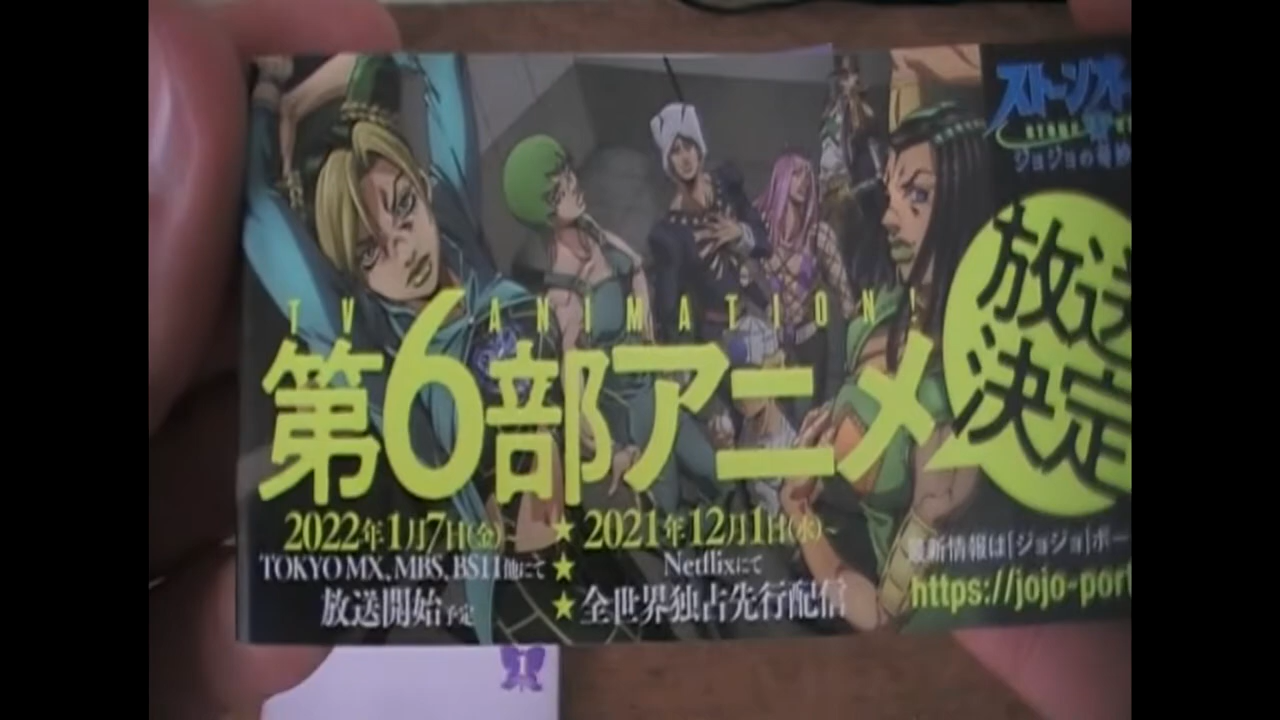 ストーンオー
ジョジョの奇妙
放送
決定
TV ANIMATION!
第6部アニメ
2022年1月7日(金)~
TOKYO MX, MBS, BS11他にて
放送開始予定
★
★
★
2021年12月1日(水)~
Netflixにて
全世界独占先行配信
最新情報は「ジョジョ」ポー
https://jojo-port
1